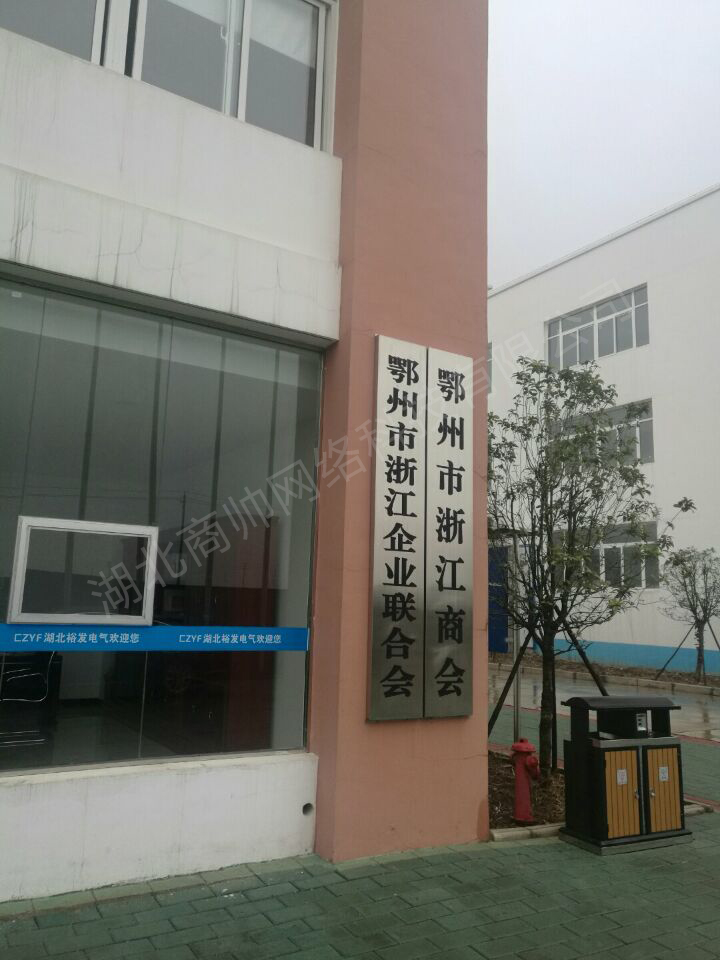 鄂州市浙江企业联合会
鄂州市浙江商会
CZYF 湖北裕发电气欢迎您
CZYF 湖北裕发电气欢迎您
湖北商帅网络科技有限公司